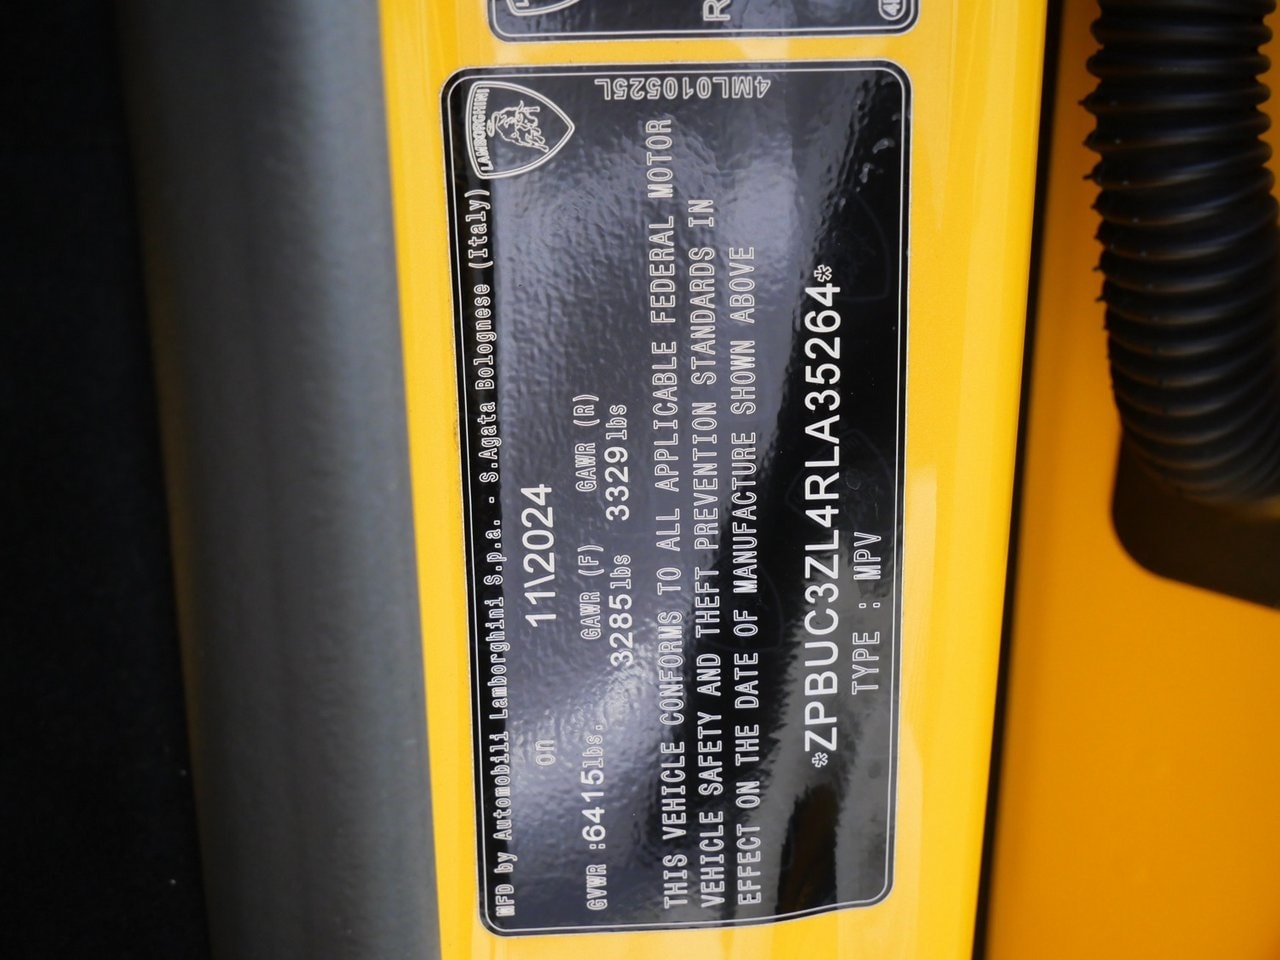 LAMBORGHINI
4ML010525L
MFD by Automobili Lamborghini S.p.a. - S.Agata Bolognese (Italy)
on 11\2024
GVWR : GAWR (F) GAWR (R)
6415lbs. 3285lbs 3329lbs
THIS VEHICLE CONFORMS TO ALL APPLICABLE FEDERAL MOTOR
VEHICLE SAFETY AND THEFT PREVENTION STANDARDS IN
EFFECT ON THE DATE OF MANUFACTURE SHOWN ABOVE
*ZPBUC3ZL4RLA35264*
TYPE : MPV